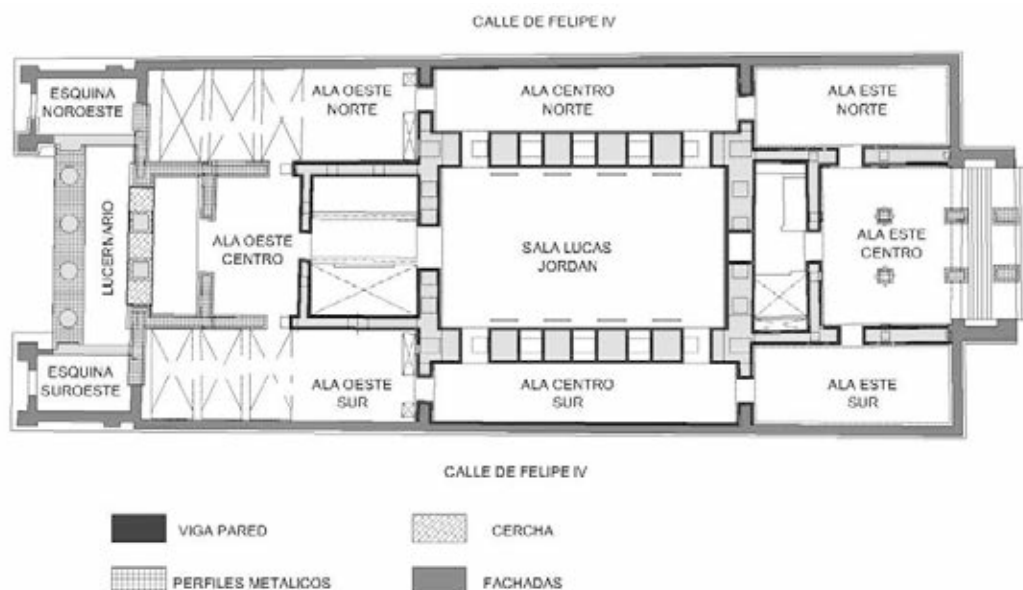 CALLE DE FELIPE IV
ESQUINA
NOROESTE
ALA OESTE
NORTE
ALA CENTRO
NORTE
ALA ESTE
NORTE
LUCERNARIO
ALA OESTE
CENTRO
SALA LUCAS
JORDAN
ALA ESTE
CENTRO
ESQUINA
SUROESTE
ALA OESTE
SUR
ALA CENTRO
SUR
ALA ESTE
SUR
CALLE DE FELIPE IV
VIGA PARED
CERCHA
PERFILES METALICOS
FACHADAS